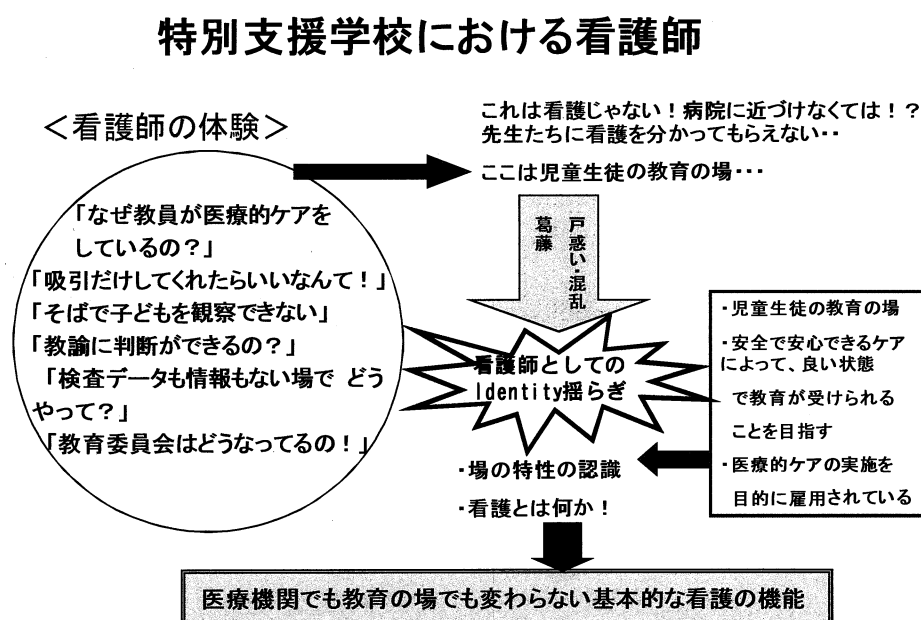 特別支援学校における看護師
＜看護師の体験＞
「なぜ教員が医療的ケアを
しているの？」
「吸引だけしてくれたらいいなんて！」
「そばで子どもを観察できない」
「教諭に判断ができるの？」
「検査データも情報もない場で どう
やって？」
「教育委員会はどうなってるの！」
これは看護じゃない！病院に近づけなくては！？
先生たちに看護を分かってもらえない・・
ここは児童生徒の教育の場・・・
戸惑い・混乱
葛藤
看護師としての
Identity揺らぎ
・児童生徒の教育の場
・安全で安心できるケア
によって、良い状態
で教育が受けられる
ことを目指す
・医療的ケアの実施を
目的に雇用されている
・場の特性の認識
・看護とは何か！
医療機関でも教育の場でも変わらない基本的な看護の機能